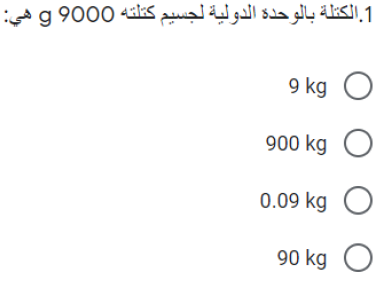 1.الكتلة بالوحدة الدولية لجسيم كتلته 9000 g هي:
9 kg
900 kg
0.09 kg
90 kg